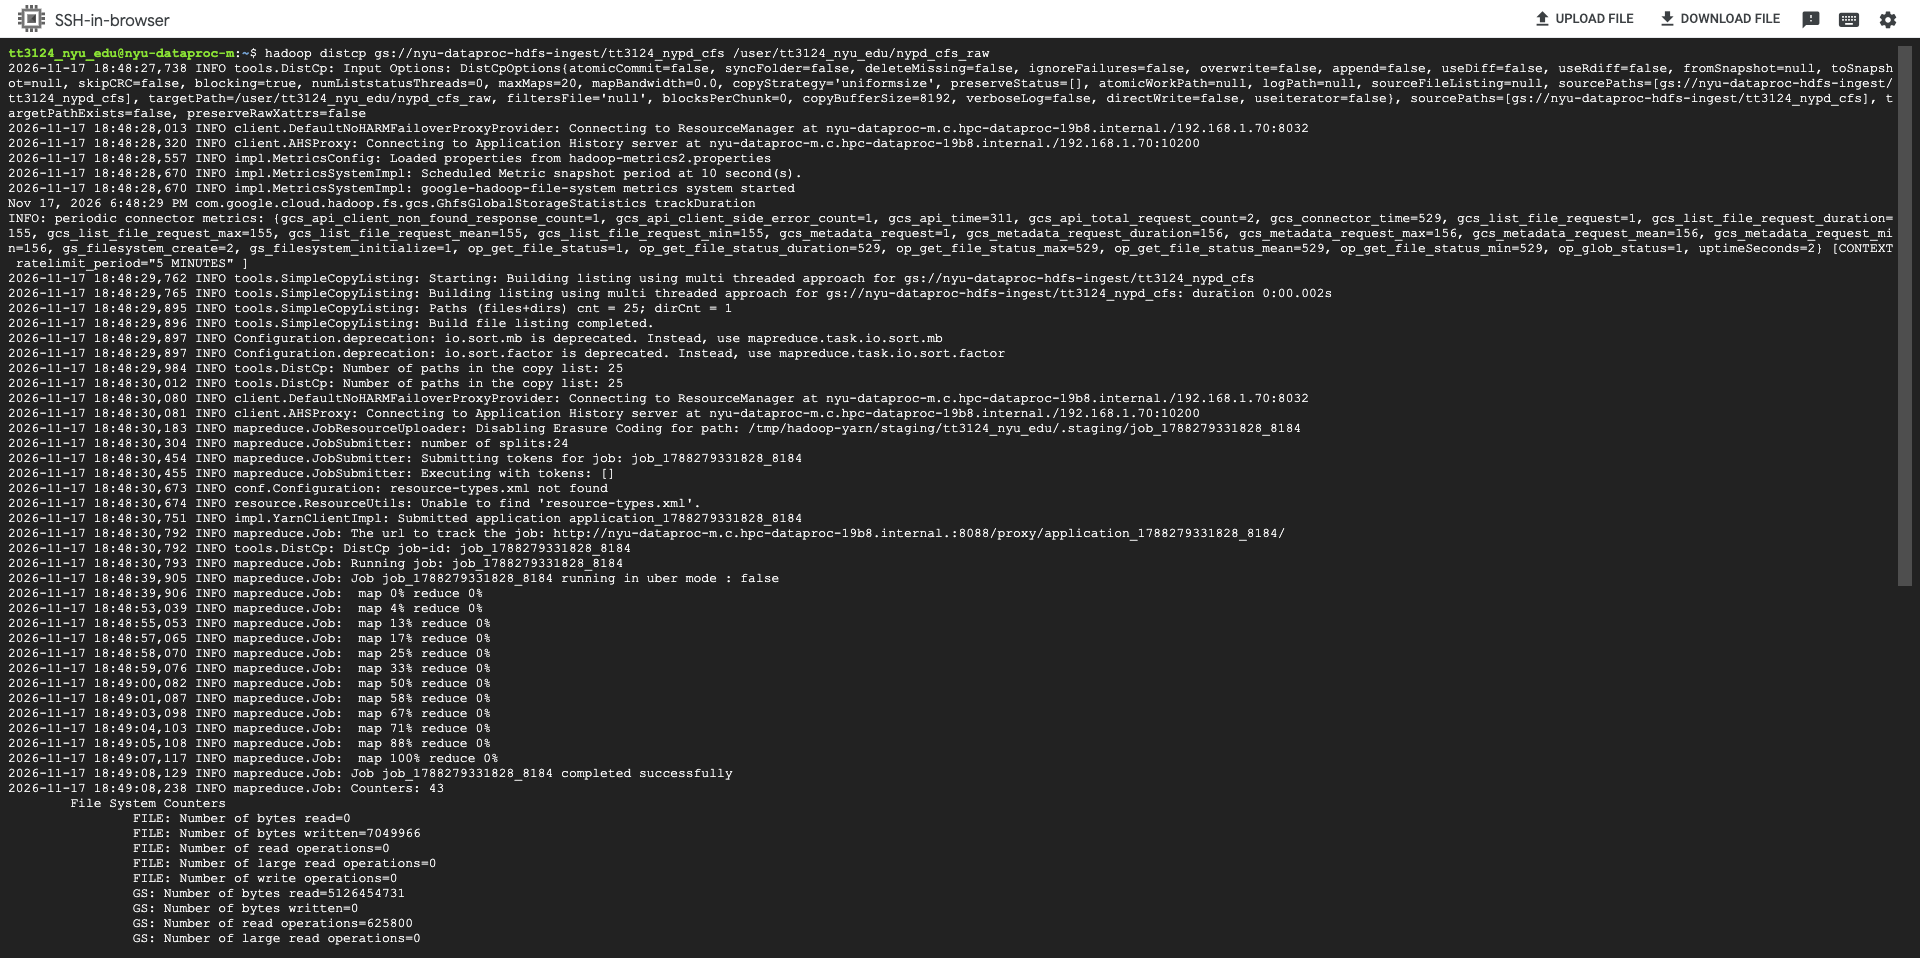 SSH-in-browser
UPLOAD FILE
DOWNLOAD FILE
tt3124_nyu_edu@nyu-dataproc-m:~$ hadoop distcp gs://nyu-dataproc-hdfs-ingest/tt3124_nypd_cfs /user/tt3124_nyu_edu/nypd_cfs_raw
2026-11-17 18:48:27,738 INFO tools.DistCp: Input Options: DistCpOptions{atomicCommit=false, syncFolder=false, deleteMissing=false, ignoreFailures=false, overwrite=false, append=false, useDiff=false, useRdiff=false, fromSnapshot=null, toSnapsh
ot=null, skipCRC=false, blocking=true, numListstatusThreads=0, maxMaps=20, mapBandwidth=0.0, copyStrategy='uniformsize', preserveStatus=[], atomicWorkPath=null, logPath=null, sourceFileListing=null, sourcePaths=[gs://nyu-dataproc-hdfs-ingest/
tt3124_nypd_cfs], targetPath=/user/tt3124_nyu_edu/nypd_cfs_raw, filtersFile='null', blocksPerChunk=0, copyBufferSize=8192, verboseLog=false, directWrite=false, useiterator=false}, sourcePaths=[gs://nyu-dataproc-hdfs-ingest/tt3124_nypd_cfs], t
argetPathExists=false, preserveRawXattrs=false
2026-11-17 18:48:28,013 INFO client.DefaultNoHARMFailoverProxyProvider: Connecting to ResourceManager at nyu-dataproc-m.c.hpc-dataproc-19b8.internal./192.168.1.70:8032
2026-11-17 18:48:28,320 INFO client.AHSProxy: Connecting to Application History server at nyu-dataproc-m.c.hpc-dataproc-19b8.internal./192.168.1.70:10200
2026-11-17 18:48:28,557 INFO impl.MetricsConfig: Loaded properties from hadoop-metrics2.properties
2026-11-17 18:48:28,670 INFO impl.MetricsSystemImpl: Scheduled Metric snapshot period at 10 second(s).
2026-11-17 18:48:28,670 INFO impl.MetricsSystemImpl: google-hadoop-file-system metrics system started
Nov 17, 2026 6:48:29 PM com.google.cloud.hadoop.fs.gcs.GhfsGlobalStorageStatistics trackDuration
INFO: periodic connector metrics: {gcs_api_client_non_found_response_count=1, gcs_api_client_side_error_count=1, gcs_api_time=311, gcs_api_total_request_count=2, gcs_connector_time=529, gcs_list_file_request=1, gcs_list_file_request_duration=
155, gcs_list_file_request_max=155, gcs_list_file_request_mean=155, gcs_list_file_request_min=155, gcs_metadata_request=1, gcs_metadata_request_duration=156, gcs_metadata_request_max=156, gcs_metadata_request_mean=156, gcs_metadata_request_mi
n=156, gs_filesystem_create=2, gs_filesystem_initialize=1, op_get_file_status=1, op_get_file_status_duration=529, op_get_file_status_max=529, op_get_file_status_mean=529, op_get_file_status_min=529, op_glob_status=1, uptimeSeconds=2} [CONTEXT
ratelimit_period="5 MINUTES" ]
2026-11-17 18:48:29,762 INFO tools.SimpleCopyListing: Starting: Building listing using multi threaded approach for gs://nyu-dataproc-hdfs-ingest/tt3124_nypd_cfs
2026-11-17 18:48:29,765 INFO tools.SimpleCopyListing: Building listing using multi threaded approach for gs://nyu-dataproc-hdfs-ingest/tt3124_nypd_cfs: duration 0:00.002s
2026-11-17 18:48:29,895 INFO tools.SimpleCopyListing: Paths (files+dirs) cnt = 25; dirCnt = 1
2026-11-17 18:48:29,896 INFO tools.SimpleCopyListing: Build file listing completed.
2026-11-17 18:48:29,897 INFO Configuration.deprecation: io.sort.mb is deprecated. Instead, use mapreduce.task.io.sort.mb
2026-11-17 18:48:29,897 INFO Configuration.deprecation: io.sort.factor is deprecated. Instead, use mapreduce.task.io.sort.factor
2026-11-17 18:48:29,984 INFO tools.DistCp: Number of paths in the copy list: 25
2026-11-17 18:48:30,012 INFO tools.DistCp: Number of paths in the copy list: 25
2026-11-17 18:48:30,080 INFO client.DefaultNoHARMFailoverProxyProvider: Connecting to ResourceManager at nyu-dataproc-m.c.hpc-dataproc-19b8.internal./192.168.1.70:8032
2026-11-17 18:48:30,081 INFO client.AHSProxy: Connecting to Application History server at nyu-dataproc-m.c.hpc-dataproc-19b8.internal./192.168.1.70:10200
2026-11-17 18:48:30,183 INFO mapreduce.JobResourceUploader: Disabling Erasure Coding for path: /tmp/hadoop-yarn/staging/tt3124_nyu_edu/.staging/job_1788279331828_8184
2026-11-17 18:48:30,304 INFO mapreduce.JobSubmitter: number of splits:24
2026-11-17 18:48:30,454 INFO mapreduce.JobSubmitter: Submitting tokens for job: job_1788279331828_8184
2026-11-17 18:48:30,455 INFO mapreduce.JobSubmitter: Executing with tokens: []
2026-11-17 18:48:30,673 INFO conf.Configuration: resource-types.xml not found
2026-11-17 18:48:30,674 INFO resource.ResourceUtils: Unable to find 'resource-types.xml'.
2026-11-17 18:48:30,751 INFO impl.YarnClientImpl: Submitted application application_1788279331828_8184
2026-11-17 18:48:30,792 INFO mapreduce.Job: The url to track the job: http://nyu-dataproc-m.c.hpc-dataproc-19b8.internal.:8088/proxy/application_1788279331828_8184/
2026-11-17 18:48:30,792 INFO tools.DistCp: DistCp job-id: job_1788279331828_8184
2026-11-17 18:48:30,793 INFO mapreduce.Job: Running job: job_1788279331828_8184
2026-11-17 18:48:39,905 INFO mapreduce.Job: Job job_1788279331828_8184 running in uber mode : false
2026-11-17 18:48:39,906 INFO mapreduce.Job:  map 0% reduce 0%
2026-11-17 18:48:53,039 INFO mapreduce.Job:  map 4% reduce 0%
2026-11-17 18:48:55,053 INFO mapreduce.Job:  map 13% reduce 0%
2026-11-17 18:48:57,065 INFO mapreduce.Job:  map 17% reduce 0%
2026-11-17 18:48:58,070 INFO mapreduce.Job:  map 25% reduce 0%
2026-11-17 18:48:59,076 INFO mapreduce.Job:  map 33% reduce 0%
2026-11-17 18:49:00,082 INFO mapreduce.Job:  map 50% reduce 0%
2026-11-17 18:49:01,087 INFO mapreduce.Job:  map 58% reduce 0%
2026-11-17 18:49:03,098 INFO mapreduce.Job:  map 67% reduce 0%
2026-11-17 18:49:04,103 INFO mapreduce.Job:  map 71% reduce 0%
2026-11-17 18:49:05,108 INFO mapreduce.Job:  map 88% reduce 0%
2026-11-17 18:49:07,117 INFO mapreduce.Job:  map 100% reduce 0%
2026-11-17 18:49:08,129 INFO mapreduce.Job: Job job_1788279331828_8184 completed successfully
2026-11-17 18:49:08,238 INFO mapreduce.Job: Counters: 43
File System Counters
FILE: Number of bytes read=0
FILE: Number of bytes written=7049966
FILE: Number of read operations=0
FILE: Number of large read operations=0
FILE: Number of write operations=0
GS: Number of bytes read=5126454731
GS: Number of bytes written=0
GS: Number of read operations=625800
GS: Number of large read operations=0